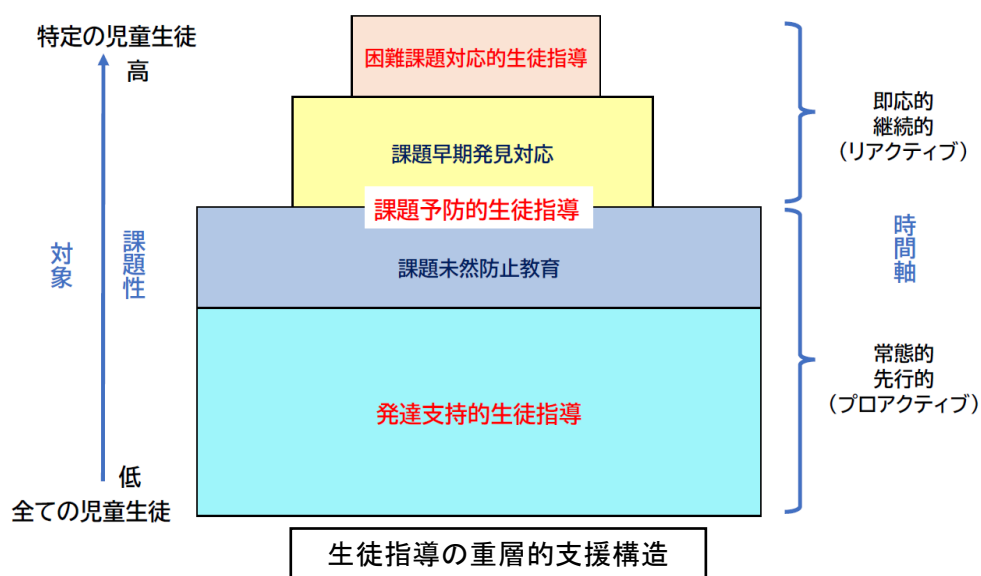 特定の児童生徒
高
困難課題対応的生徒指導
即応的
継続的
（リアクティブ）
課題早期発見対応
課題予防的生徒指導
対象
課題性
時間軸
課題未然防止教育
常態的
先行的
（プロアクティブ）
発達支持的生徒指導
低
全ての児童生徒
生徒指導の重層的支援構造